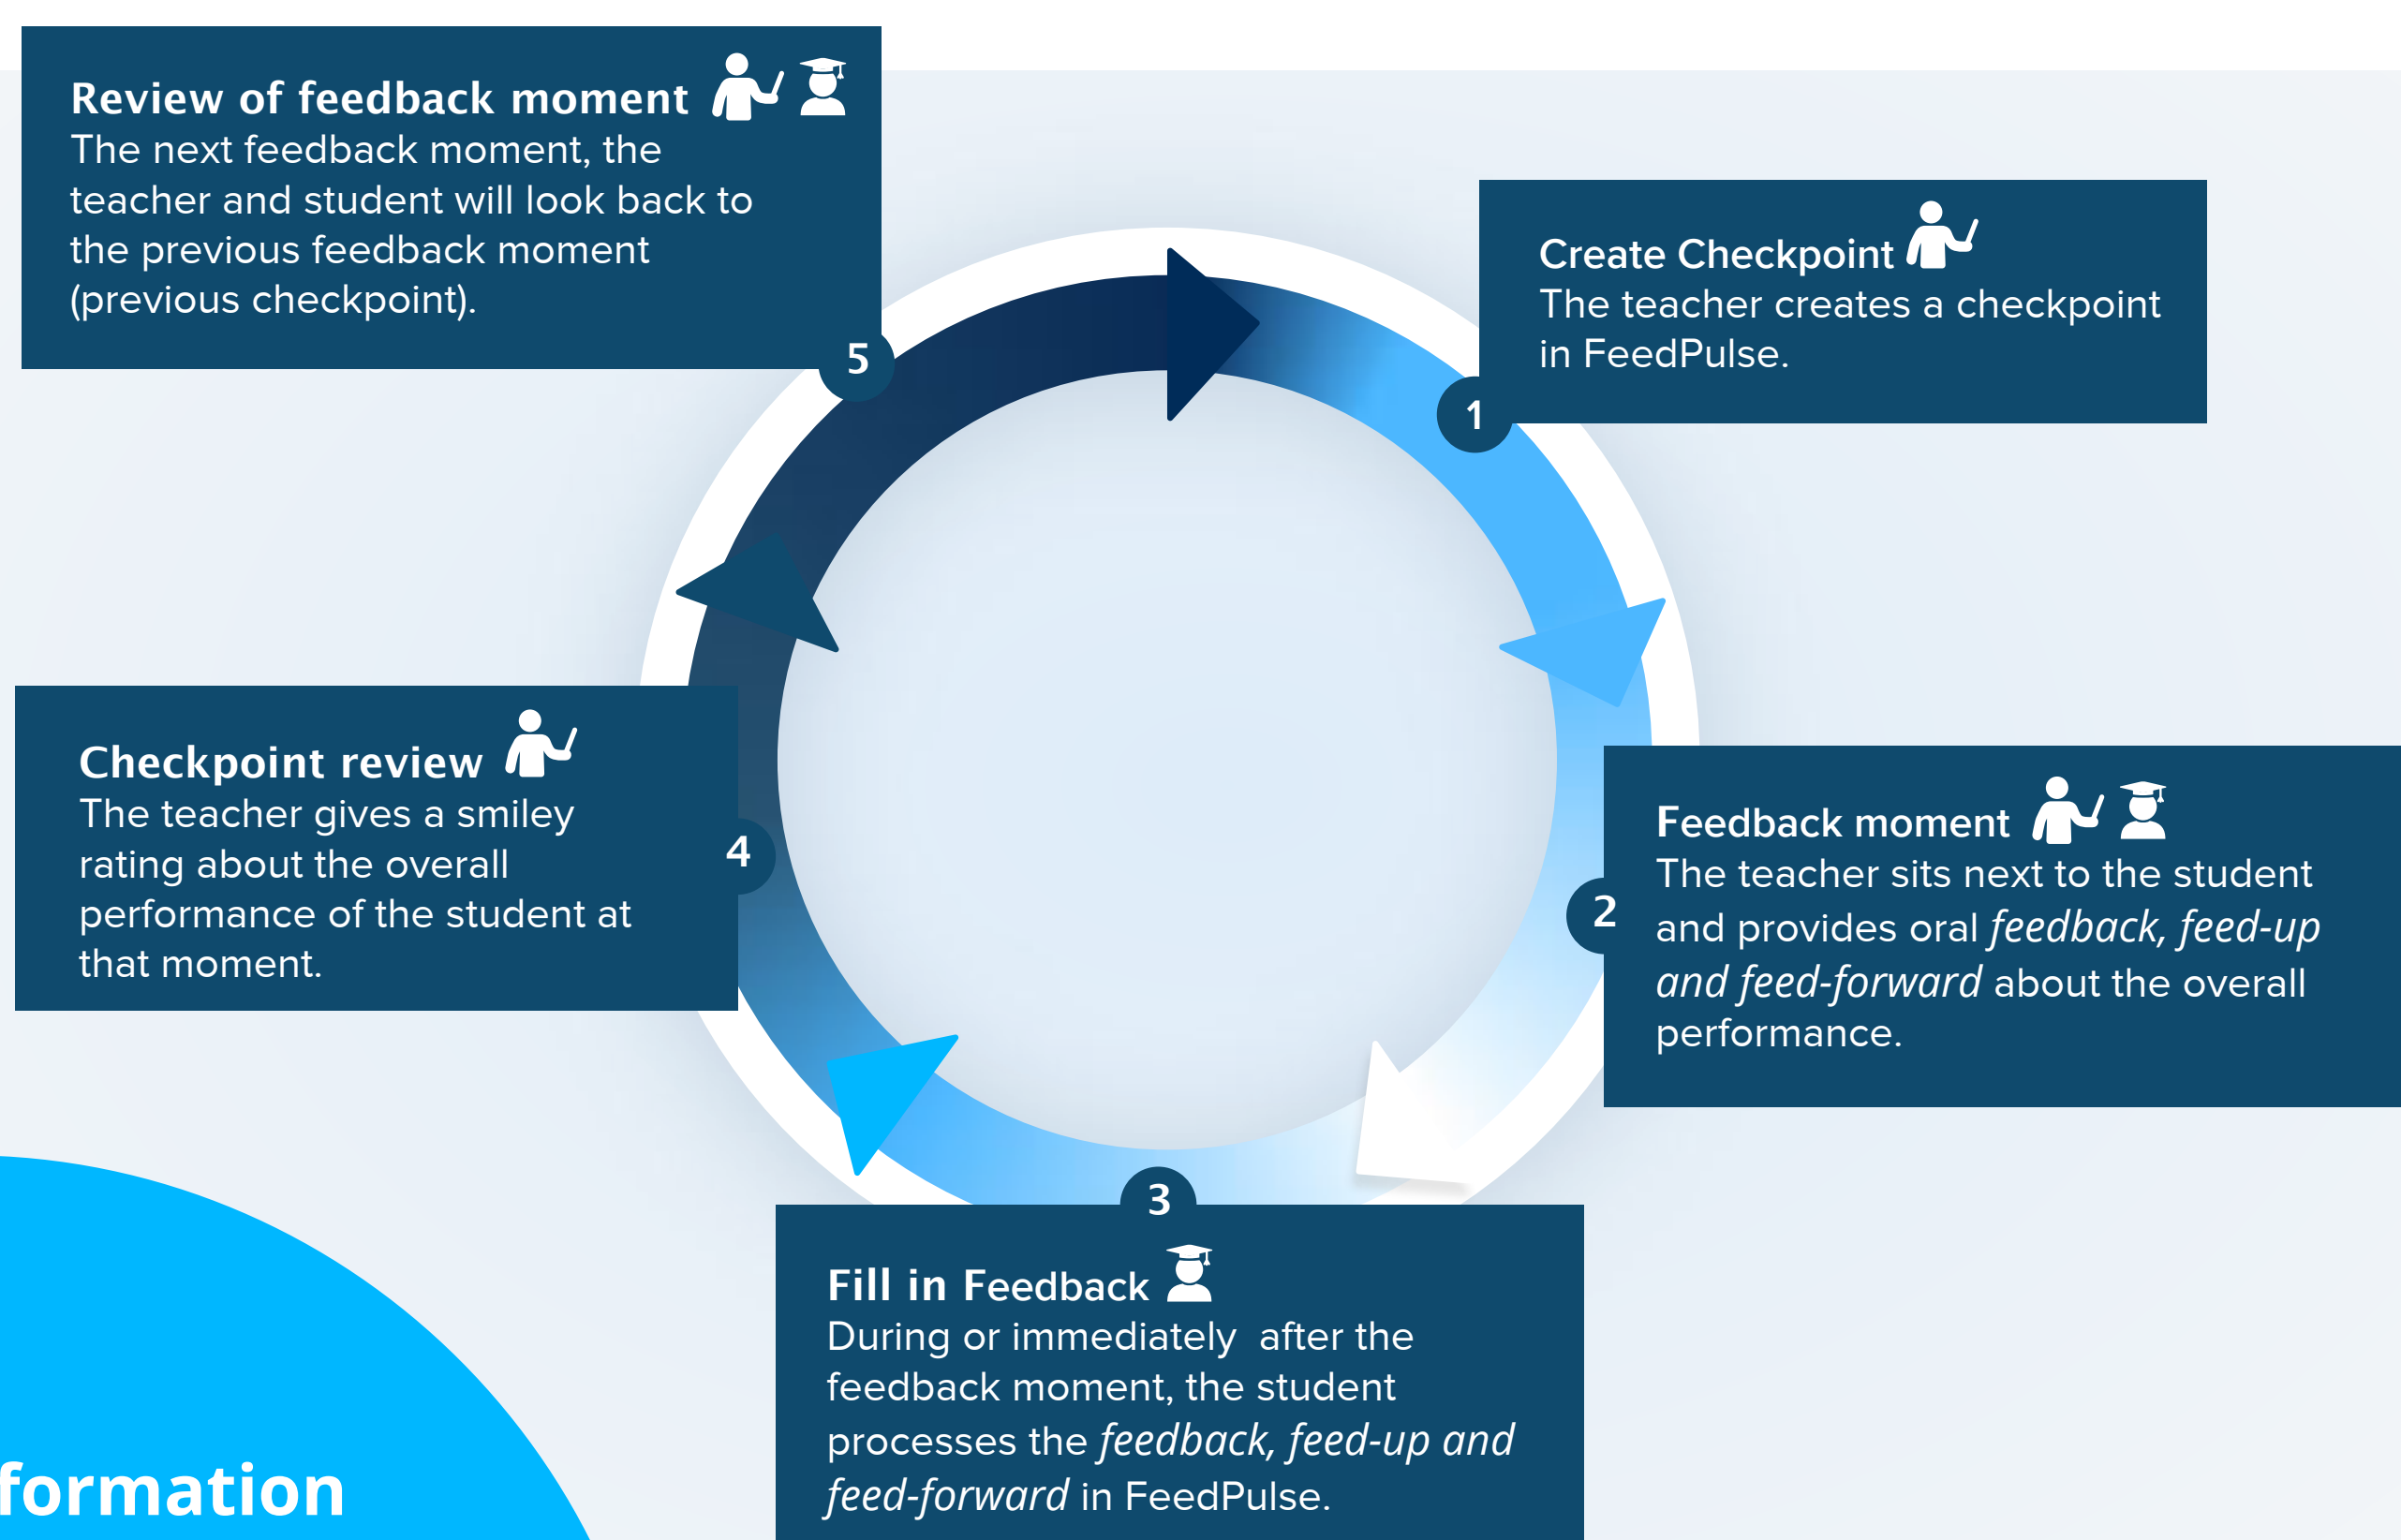 Review of feedback moment
The next feedback moment, the
teacher and student will look back to
the previous feedback moment
(previous checkpoint).
5
Create Checkpoint
The teacher creates a checkpoint
in FeedPulse.
1
Feedback moment
The teacher sits next to the student
and provides oral feedback, feed-up
and feed-forward about the overall
performance.
2
Checkpoint review
The teacher gives a smiley
rating about the overall
performance of the student at
that moment.
4
3
Fill in Feedback
During or immediately  after the
feedback moment, the student
processes the feedback, feed-up and
feed-forward in FeedPulse.
formation